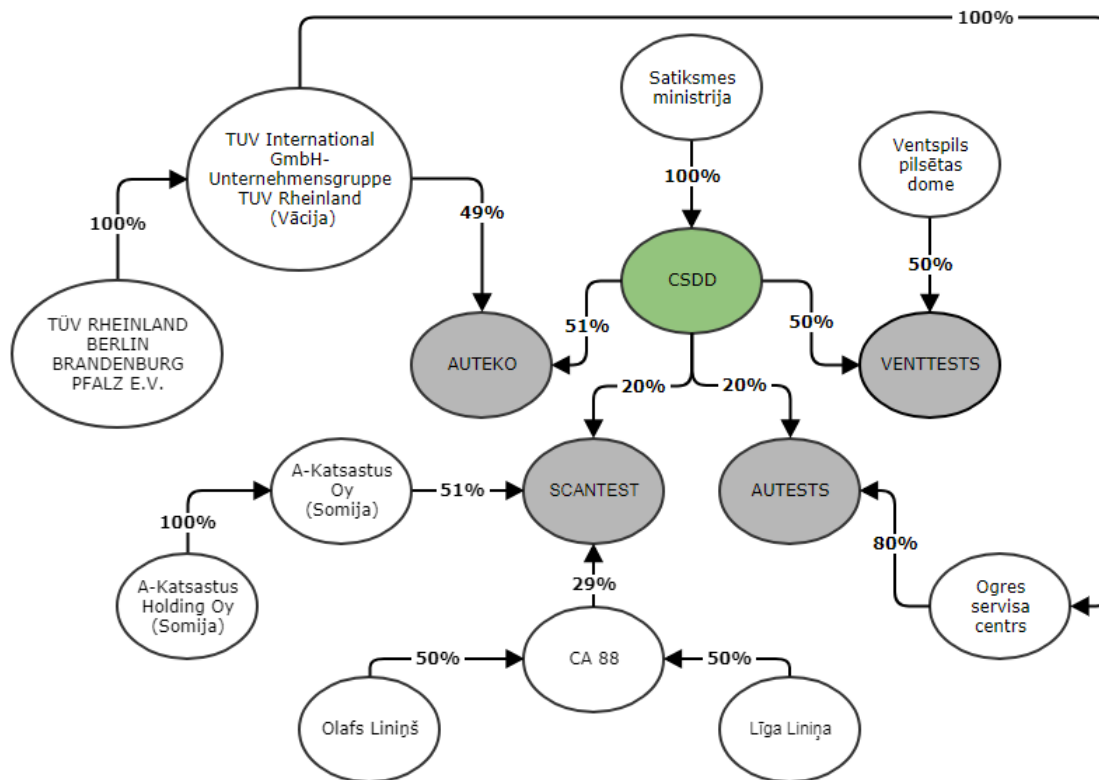 100%
Satiksmes
ministrija
TUV International
GmbH-
Unternehmensgruppe
TUV Rheinland
(Vācija)
Ventspils
pilsētas
dome
100%
49%
100%
50%
CSDD
TÜV RHEINLAND
BERLIN
BRANDENBURG
PFALZ E.V.
51%
50%
AUTEKO
VENTTESTS
20%
20%
A-Katsastus
Oy
(Somija)
51%
SCANTEST
AUTESTS
100%
80%
A-Katsastus
Holding Oy
(Somija)
29%
Ogres
servisa
centrs
50%
CA 88
50%
Olafs Liniņš
Līga Liniņa